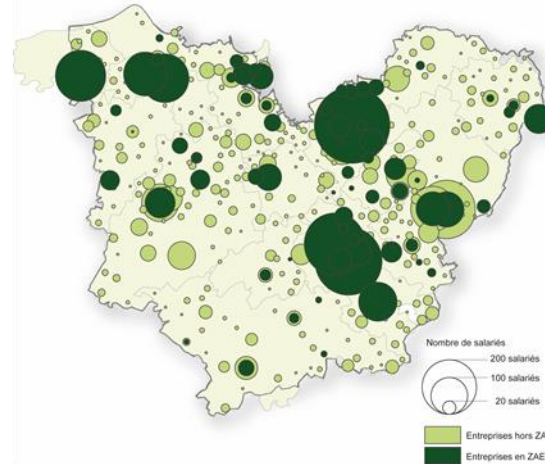 Nombre de salariés
200 salariés
100 salariés
20 salariés
Entreprises hors ZA
Entreprises en ZAE